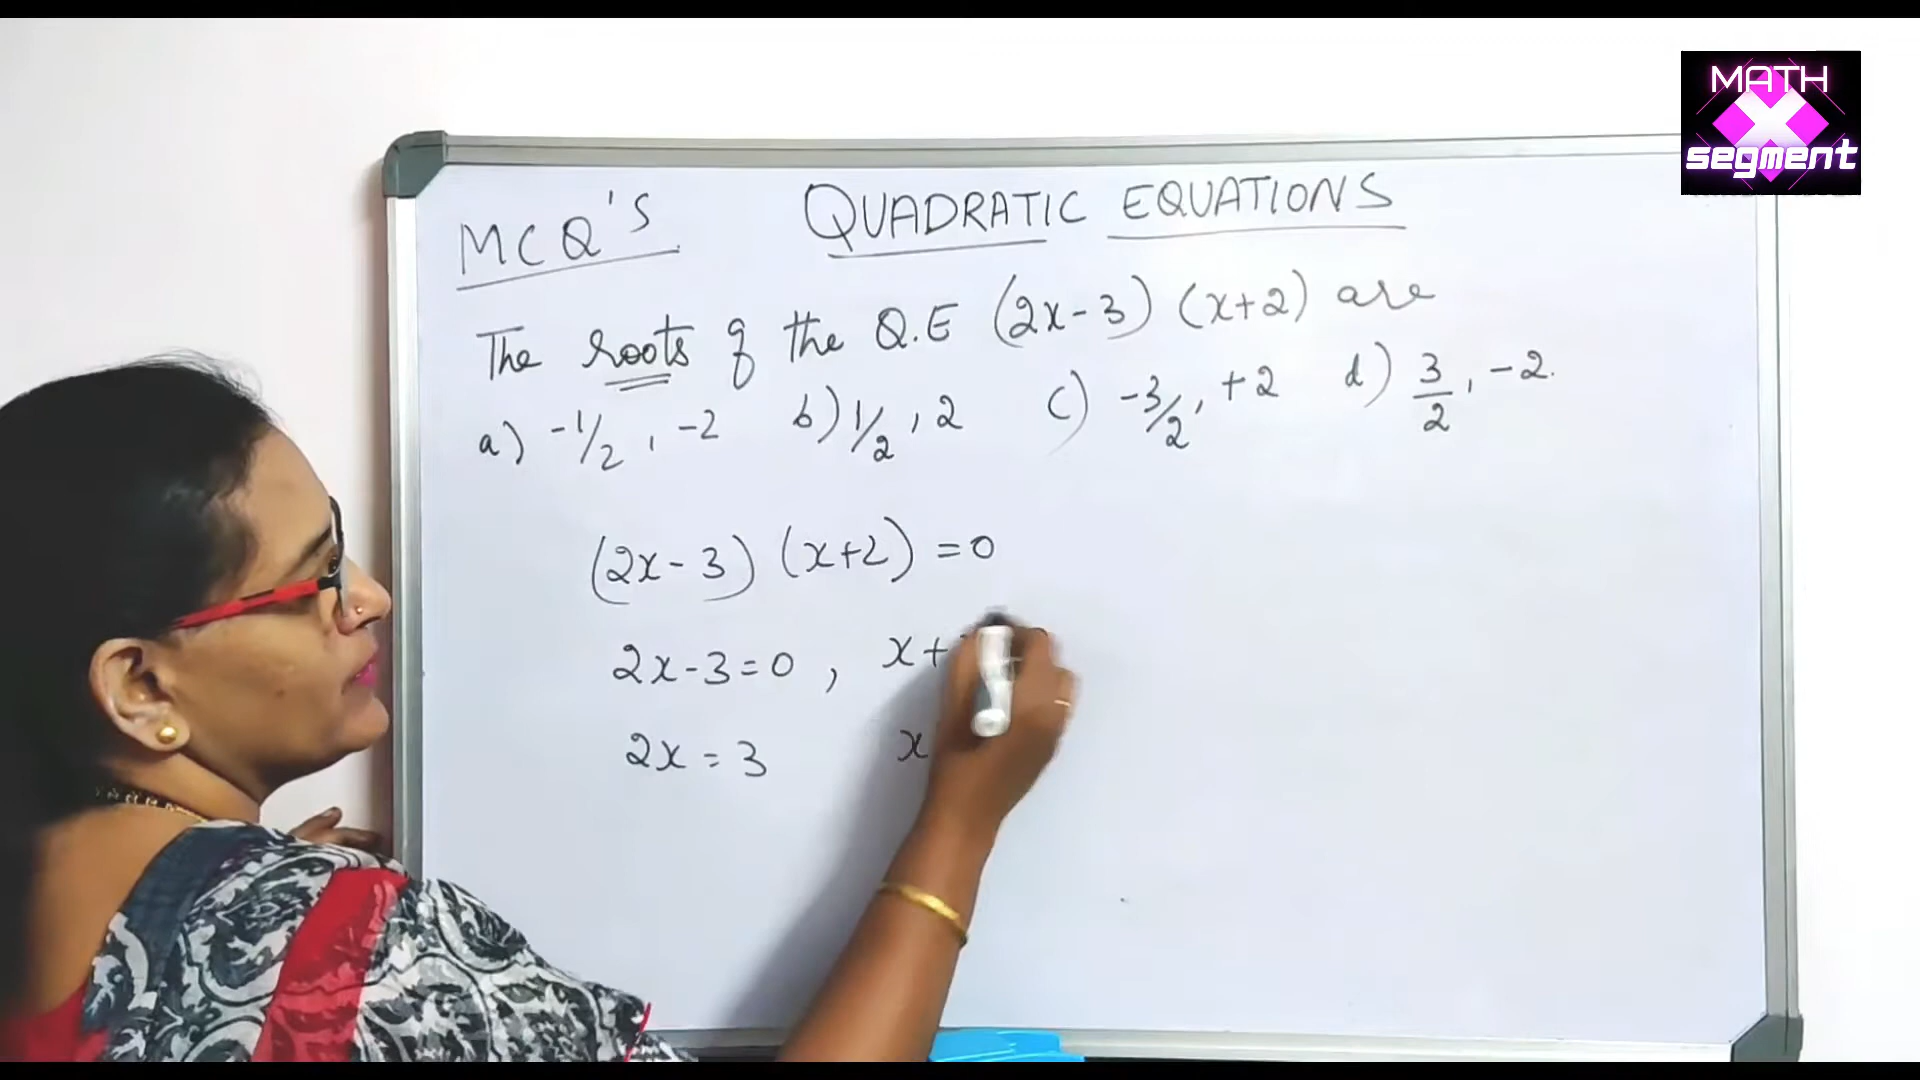 MATH
segment
MCQ'S QUADRATIC EQUATIONS
The roots of the Q.E (2x-3) (x+2) are
a) -1/2, -2 b) 1/2, 2 c) -3/2, +2 d) 3/2, -2.
(2x-3) (x+2) = 0
2x-3=0, x+
2x = 3 x